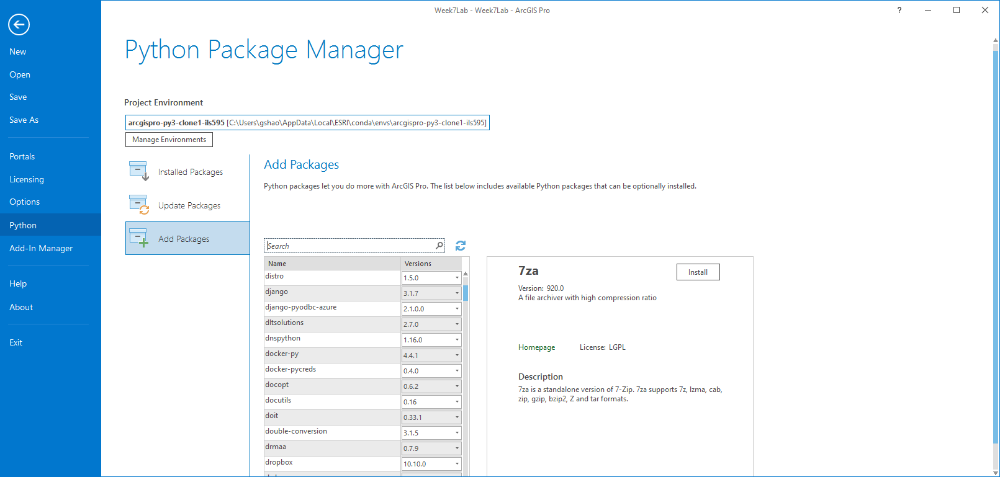 Week7Lab - Week7Lab - ArcGIS Pro
?
New
Open
Save
Save As
Portals
Licensing
Options
Python
Add-In Manager
Help
About
Exit
Python Package Manager
Project Environment
arcgispro-py3-clone1-ils595 [C:\Users\gshao\AppData\Local\ESRI\conda\envs\arcgispro-py3-clone1-ils595]
Manage Environments
Installed Packages
Update Packages
Add Packages
Add Packages
Python packages let you do more with ArcGIS Pro. The list below includes available Python packages that can be optionally installed.
Search
Name Versions
distro 1.5.0
django 3.1.7
django-pyodbc-azure 2.1.0.0
dltsolutions 2.7.0
dnspython 1.16.0
docker-py 4.4.1
docker-pycreds 0.4.0
docopt 0.6.2
docutils 0.16
doit 0.33.1
double-conversion 3.1.5
drmaa 0.7.9
dropbox 10.10.0
7za
Install
Version: 920.0
A file archiver with high compression ratio
Homepage License: LGPL
Description
7za is a standalone version of 7-Zip. 7za supports 7z, lzma, cab,
zip, gzip, bzip2, Z and tar formats.